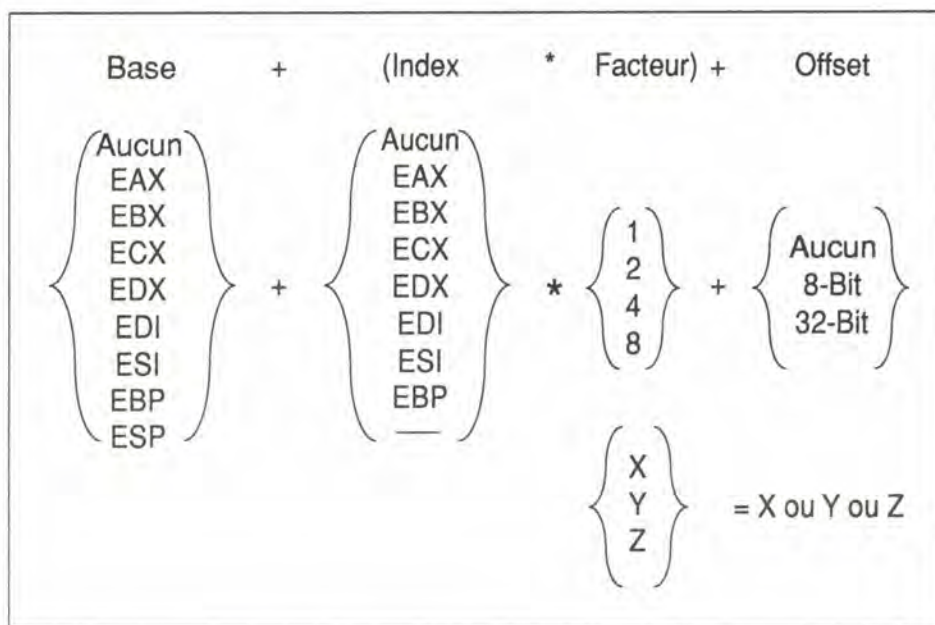 Base + (Index * Facteur) + Offset
Aucun Aucun
EAX EAX
EBX EBX 1
ECX ECX 2 Aucun
EDX + EDX * 4 + 8-Bit
EDI EDI 8 32-Bit
ESI ESI
EBP EBP
ESP —
X
Y = X ou Y ou Z
Z